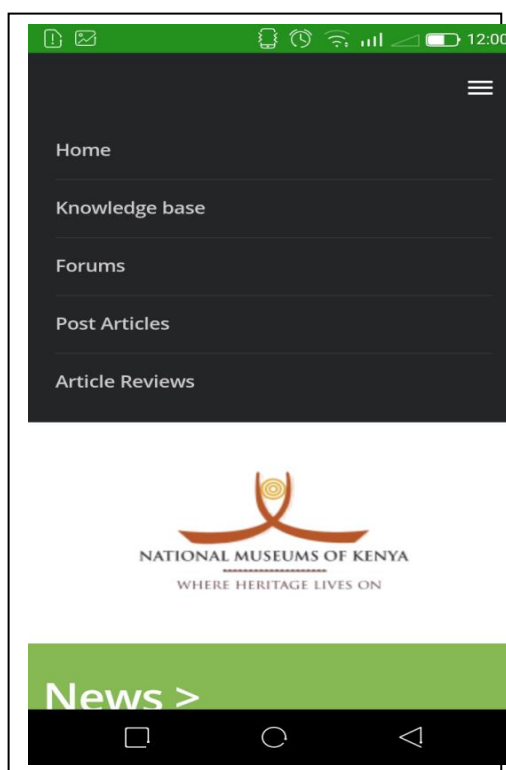 12:00
Home
Knowledge base
Forums
Post Articles
Article Reviews
NATIONAL MUSEUMS OF KENYA
WHERE HERITAGE LIVES ON
News >